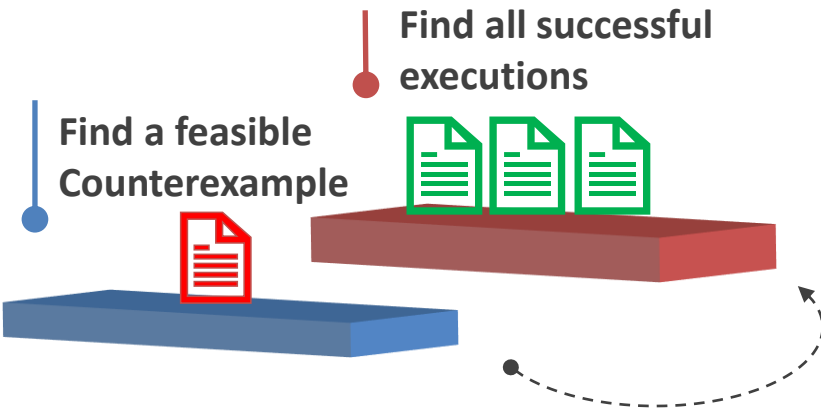 Find all successful
executions
Find a feasible
Counterexample